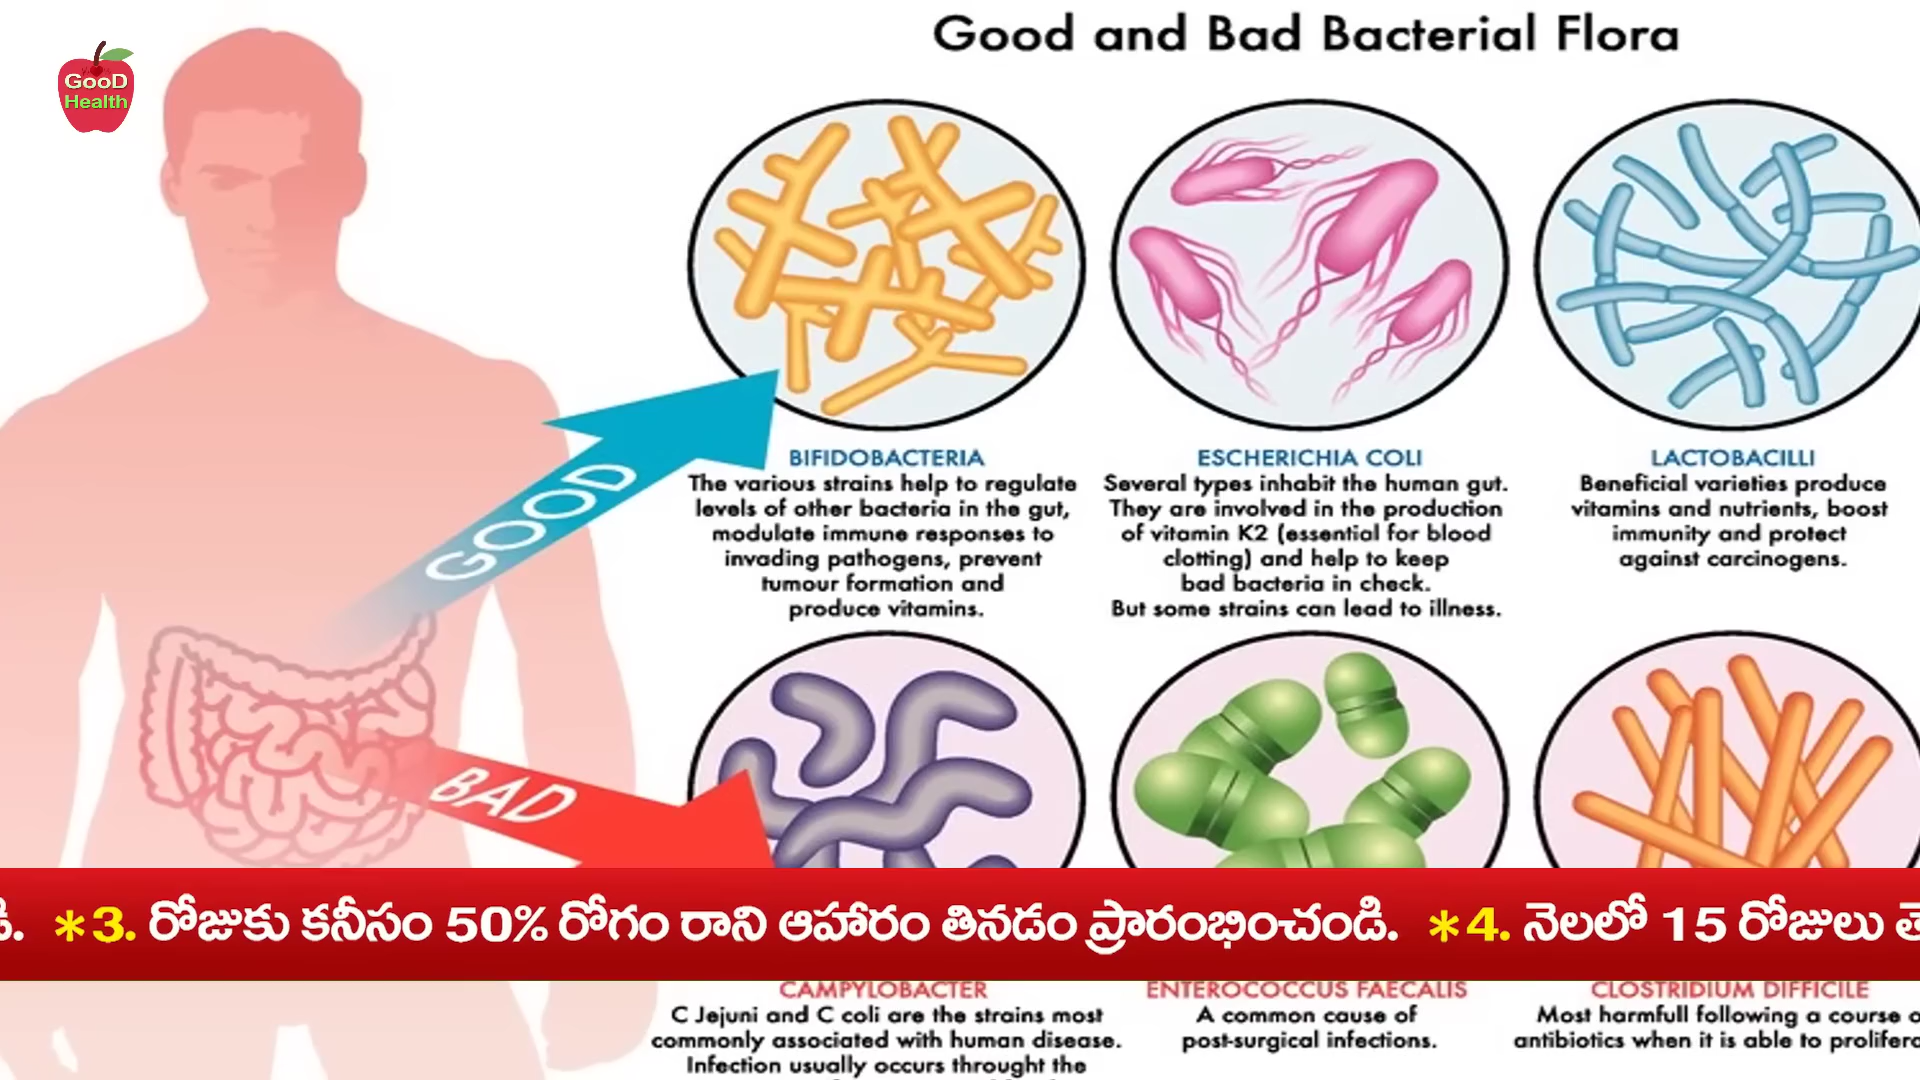 Good and Bad Bacterial Flora
GooD
Health
GOOD
BIFIDOBACTERIA
The various strains help to regulate
levels of other bacteria in the gut,
modulate immune responses to
invading pathogens, prevent
tumour formation and
produce vitamins.
ESCHERICHIA COLI
Several types inhabit the human gut.
They are involved in the production
of vitamin K2 (essential for blood
clotting) and help to keep
bad bacteria in check.
But some strains can lead to illness.
LACTOBACILLI
Beneficial varieties produce
vitamins and nutrients, boost
immunity and protect
against carcinogens.
BAD
*3. రోజుకు కనీసం 50% రోగం రాని ఆహారం తినడం ప్రారంభించండి. *4. నెలలో 15 రోజులు
CAMPYLOBACTER
C Jejuni and C coli are the strains most
commonly associated with human disease.
Infection usually occurs throught the
ENTEROCOCCUS FAECALIS
A common cause of
post-surgical infections.
CLOSTRIDIUM DIFFICILE
Most harmfull following a course
antibiotics when it is able to